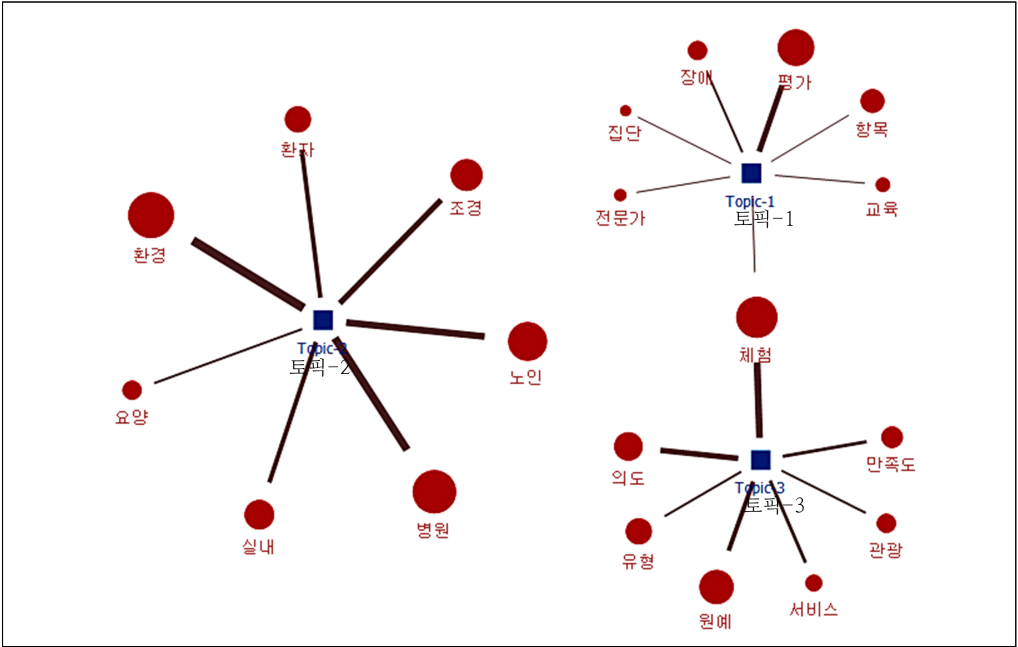 환자
조경
환경
Topic-2
토픽-2
노인
요양
실내
병원
장애
평가
집단
항목
전문가
교육
Topic-1
토픽-1
체험
의도
만족도
Topic-3
토픽-3
유형
관광
원예
서비스